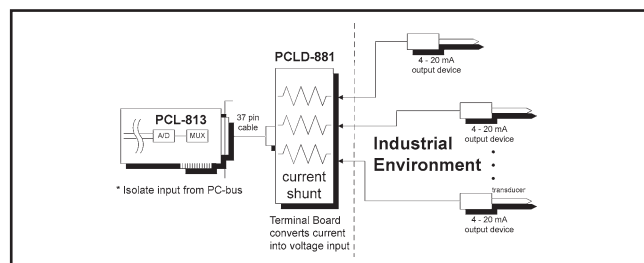 PCLD-881
4 - 20 mA
output device
PCL-813
37 pin
cable
A/D
MUX
* Isolate input from PC-bus
current
shunt
Terminal Board
converts current
into voltage input
Industrial
Environment
4 - 20 mA
output device
transducer
4 - 20 mA
output device